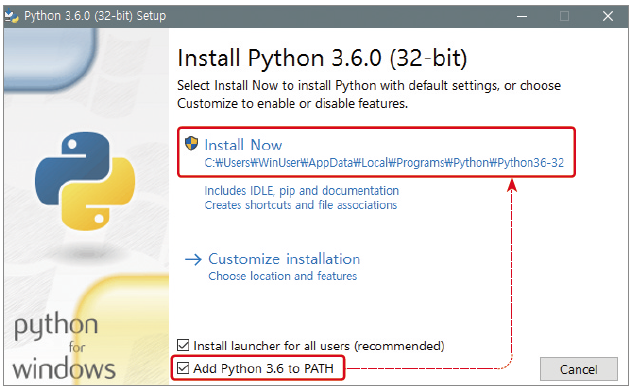 Python 3.6.0 (32-bit) Setup
Install Python 3.6.0 (32-bit)
Select Install Now to install Python with default settings, or choose
Customize to enable or disable features.
Install Now
C:₩Users₩WinUser₩AppData₩Local₩Programs₩Python₩Python36-32
Includes IDLE, pip and documentation
Creates shortcuts and file associations
Customize installation
Choose location and features
python
for
windows
Install launcher for all users (recommended)
Add Python 3.6 to PATH
Cancel